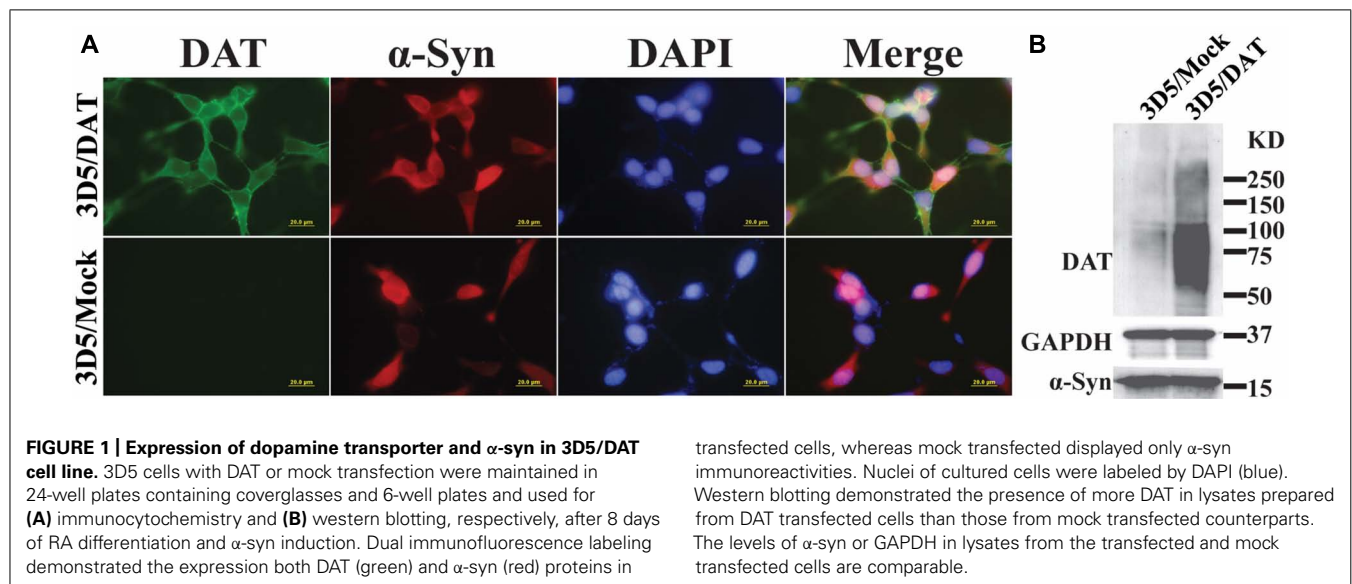 A
DAT
α-Syn
DAPI
Merge
3D5/DAT
20.0 µm
20.0 µm
20.0 µm
20.0 µm
3D5/Mock
20.0 µm
20.0 µm
20.0 µm
20.0 µm
B
3D5/Mock
3D5/DAT
KD
250
150
100
75
50
DAT
GAPDH
37
α-Syn
15
FIGURE 1 | Expression of dopamine transporter and α-syn in 3D5/DAT
cell line. 3D5 cells with DAT or mock transfection were maintained in
24-well plates containing coverglasses and 6-well plates and used for
(A) immunocytochemistry and (B) western blotting, respectively, after 8 days
of RA differentiation and α-syn induction. Dual immunofluorescence labeling
demonstrated the expression both DAT (green) and α-syn (red) proteins in
transfected cells, whereas mock transfected displayed only α-syn
immunoreactivities. Nuclei of cultured cells were labeled by DAPI (blue).
Western blotting demonstrated the presence of more DAT in lysates prepared
from DAT transfected cells than those from mock transfected counterparts.
The levels of α-syn or GAPDH in lysates from the transfected and mock
transfected cells are comparable.